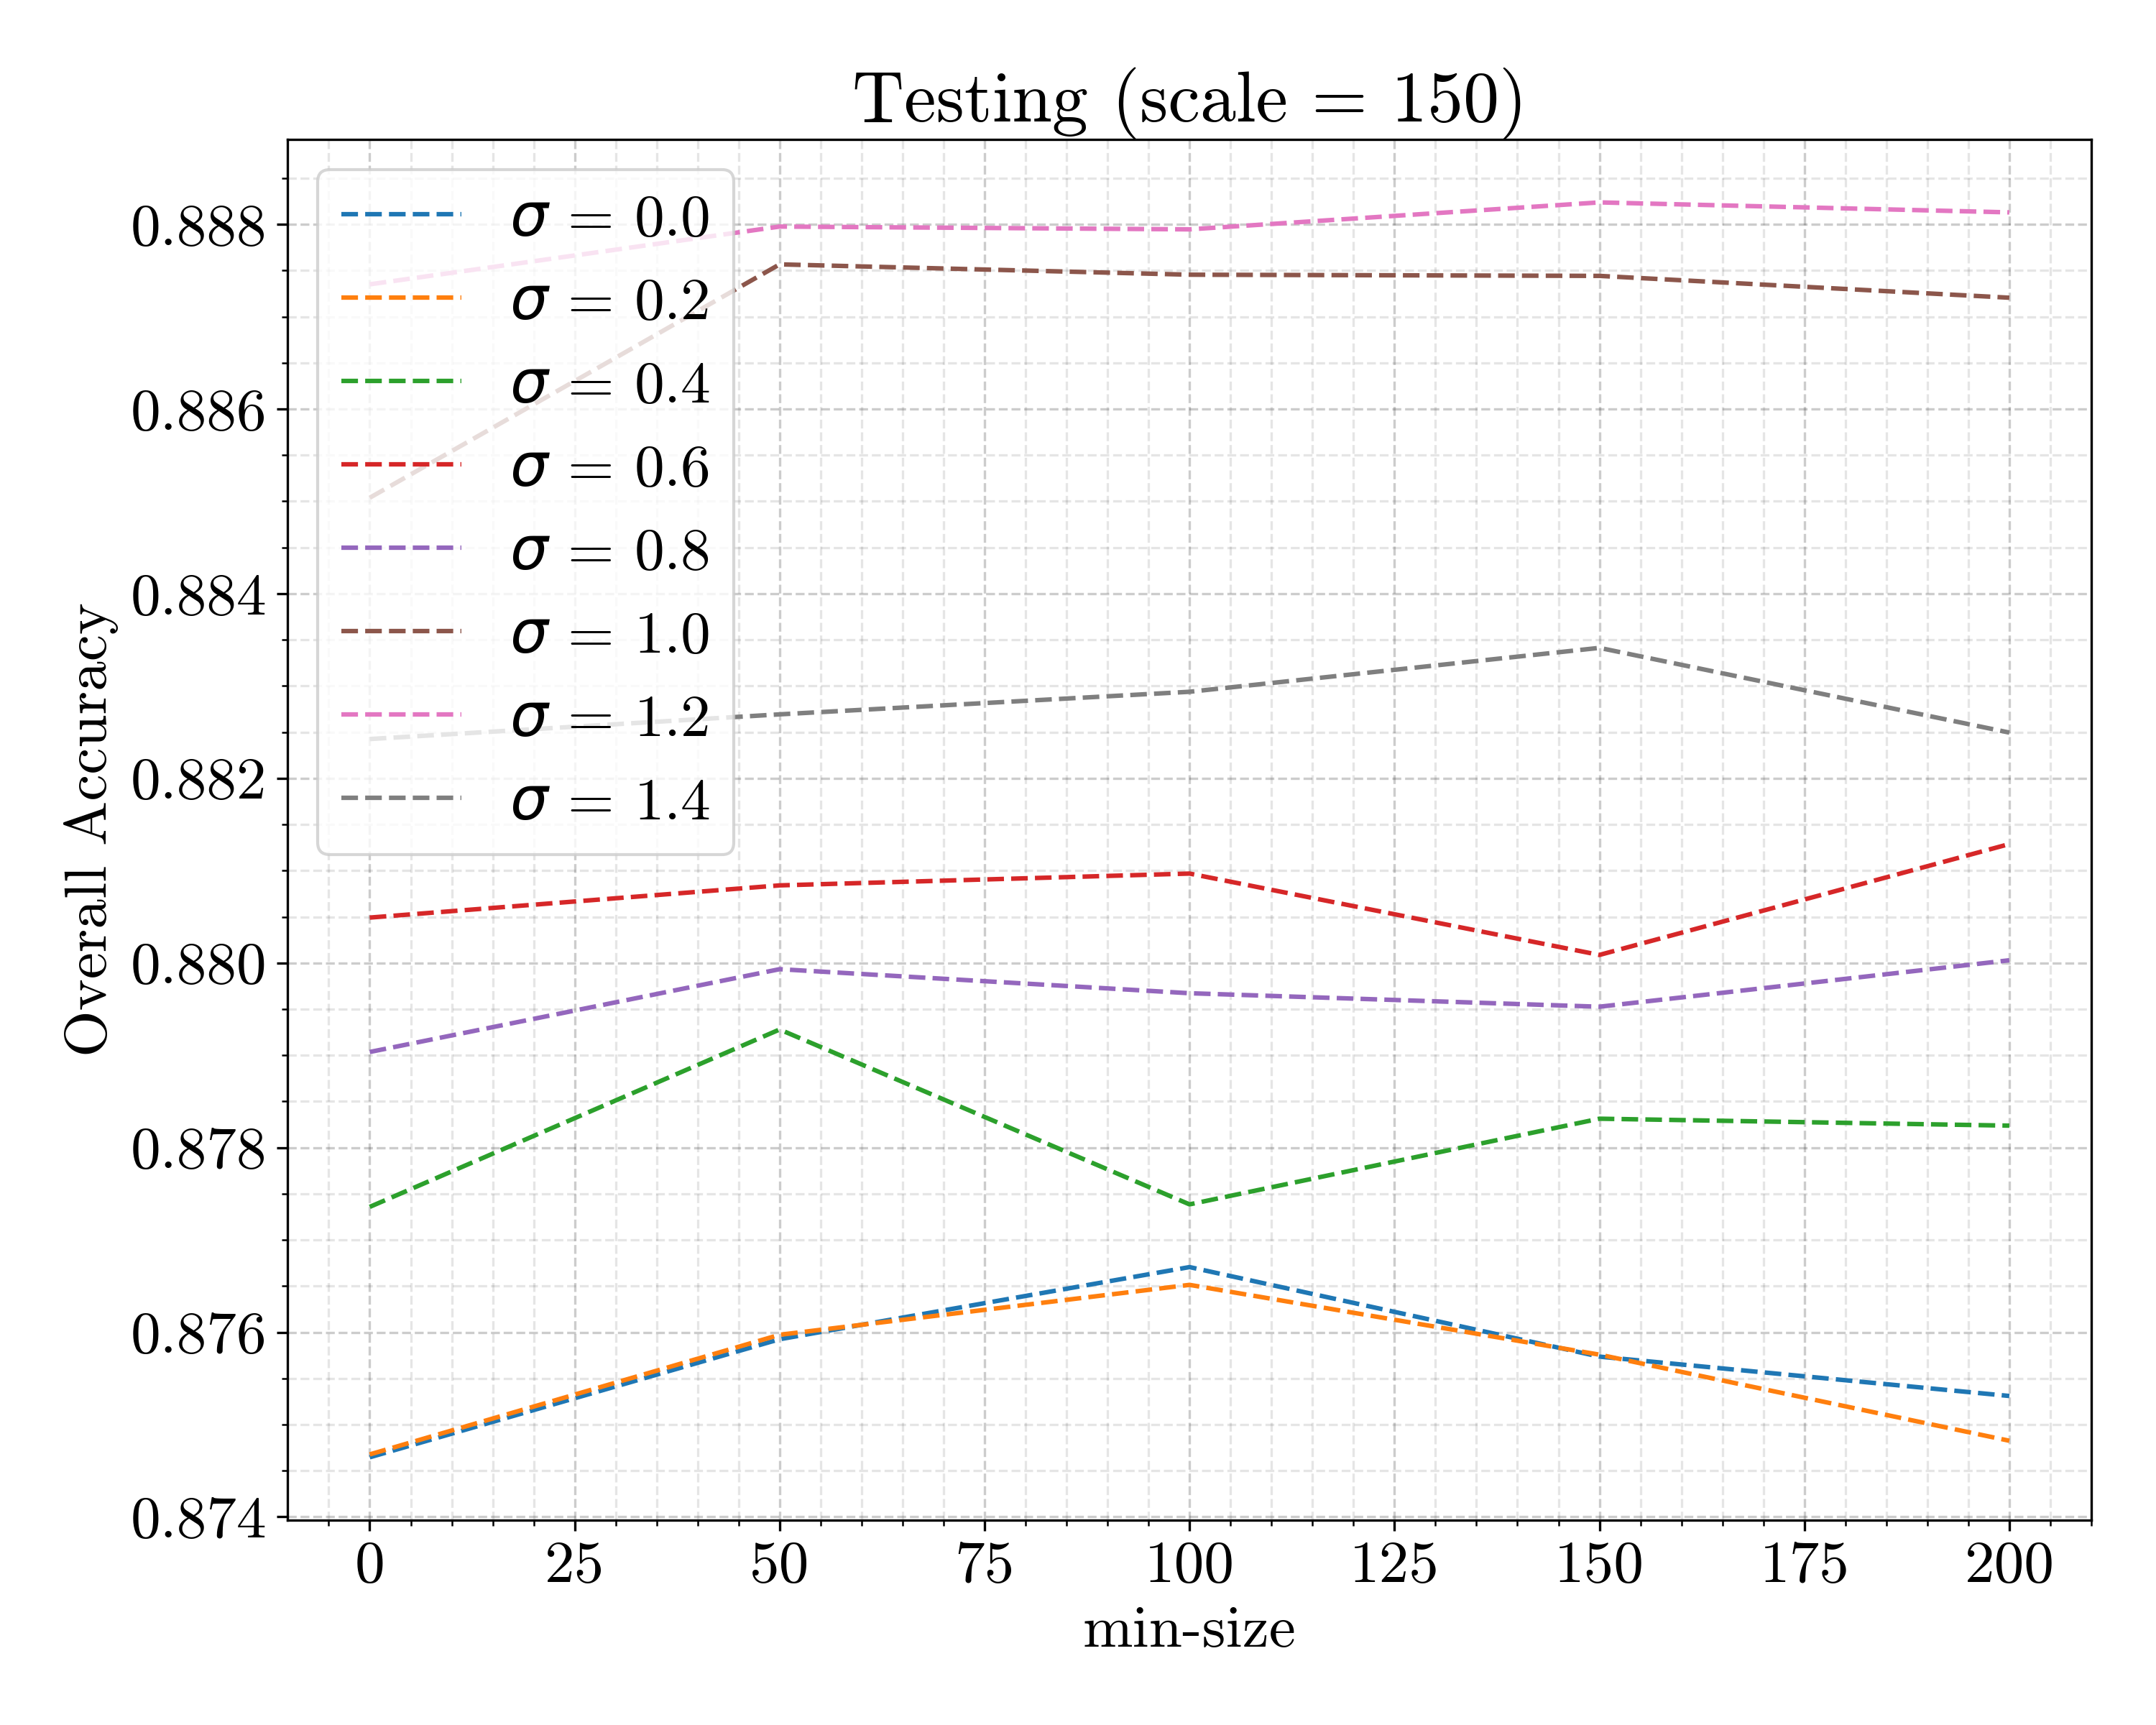 Testing (scale = 150)
σ = 0.0
σ = 0.2
σ = 0.4
σ = 0.6
σ = 0.8
σ = 1.0
σ = 1.2
σ = 1.4
Overall Accuracy
0.888
0.886
0.884
0.882
0.880
0.878
0.876
0.874
0 25 50 75 100 125 150 175 200
min-size